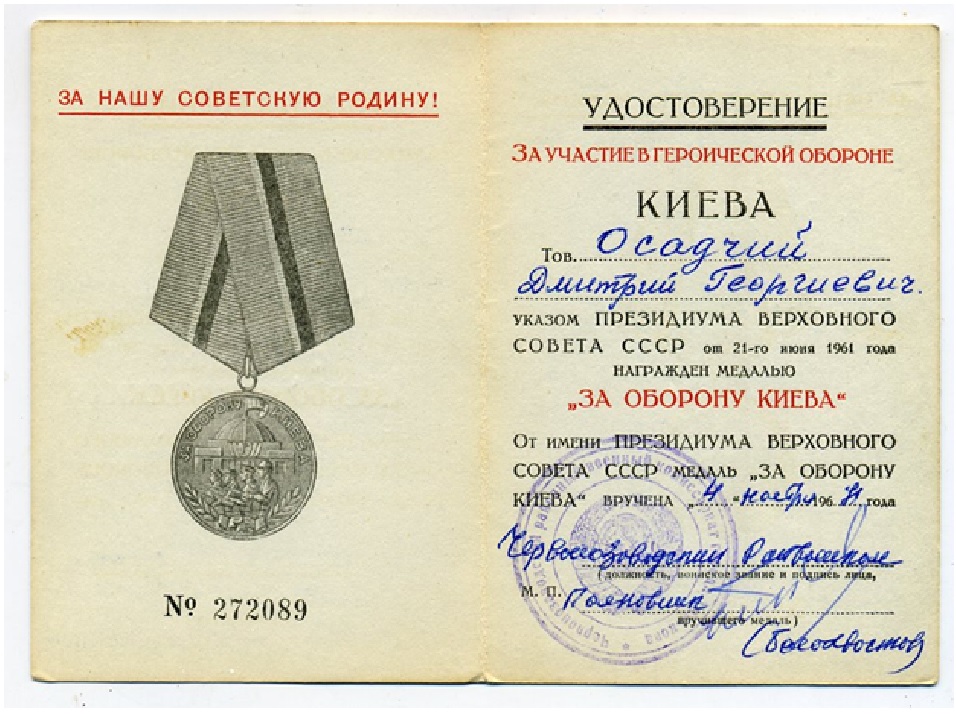 ЗА НАШУ СОВЕТСКУЮ РОДИНУ!
№ 272089
УДОСТОВЕРЕНИЕ
ЗА УЧАСТИЕ В ГЕРОИЧЕСКОЙ ОБОРОНЕ
КИЕВА
Тов. Осадчий
Дмитрий Георгиевич.
УКАЗОМ ПРЕЗИДИУМА ВЕРХОВНОГО
СОВЕТА СССР от 21-го июня 1961 года
НАГРАЖДЕН МЕДАЛЬЮ
„ЗА ОБОРОНУ КИЕВА“
ОТ ИМЕНИ ПРЕЗИДИУМА ВЕРХОВНОГО
СОВЕТА СССР МЕДАЛЬ „ЗА ОБОРОНУ
КИЕВА“ ВРУЧЕНА „4“ ноября 196 года
(должность, воинское звание и подпись лица,
М. П.
вручившего медаль)